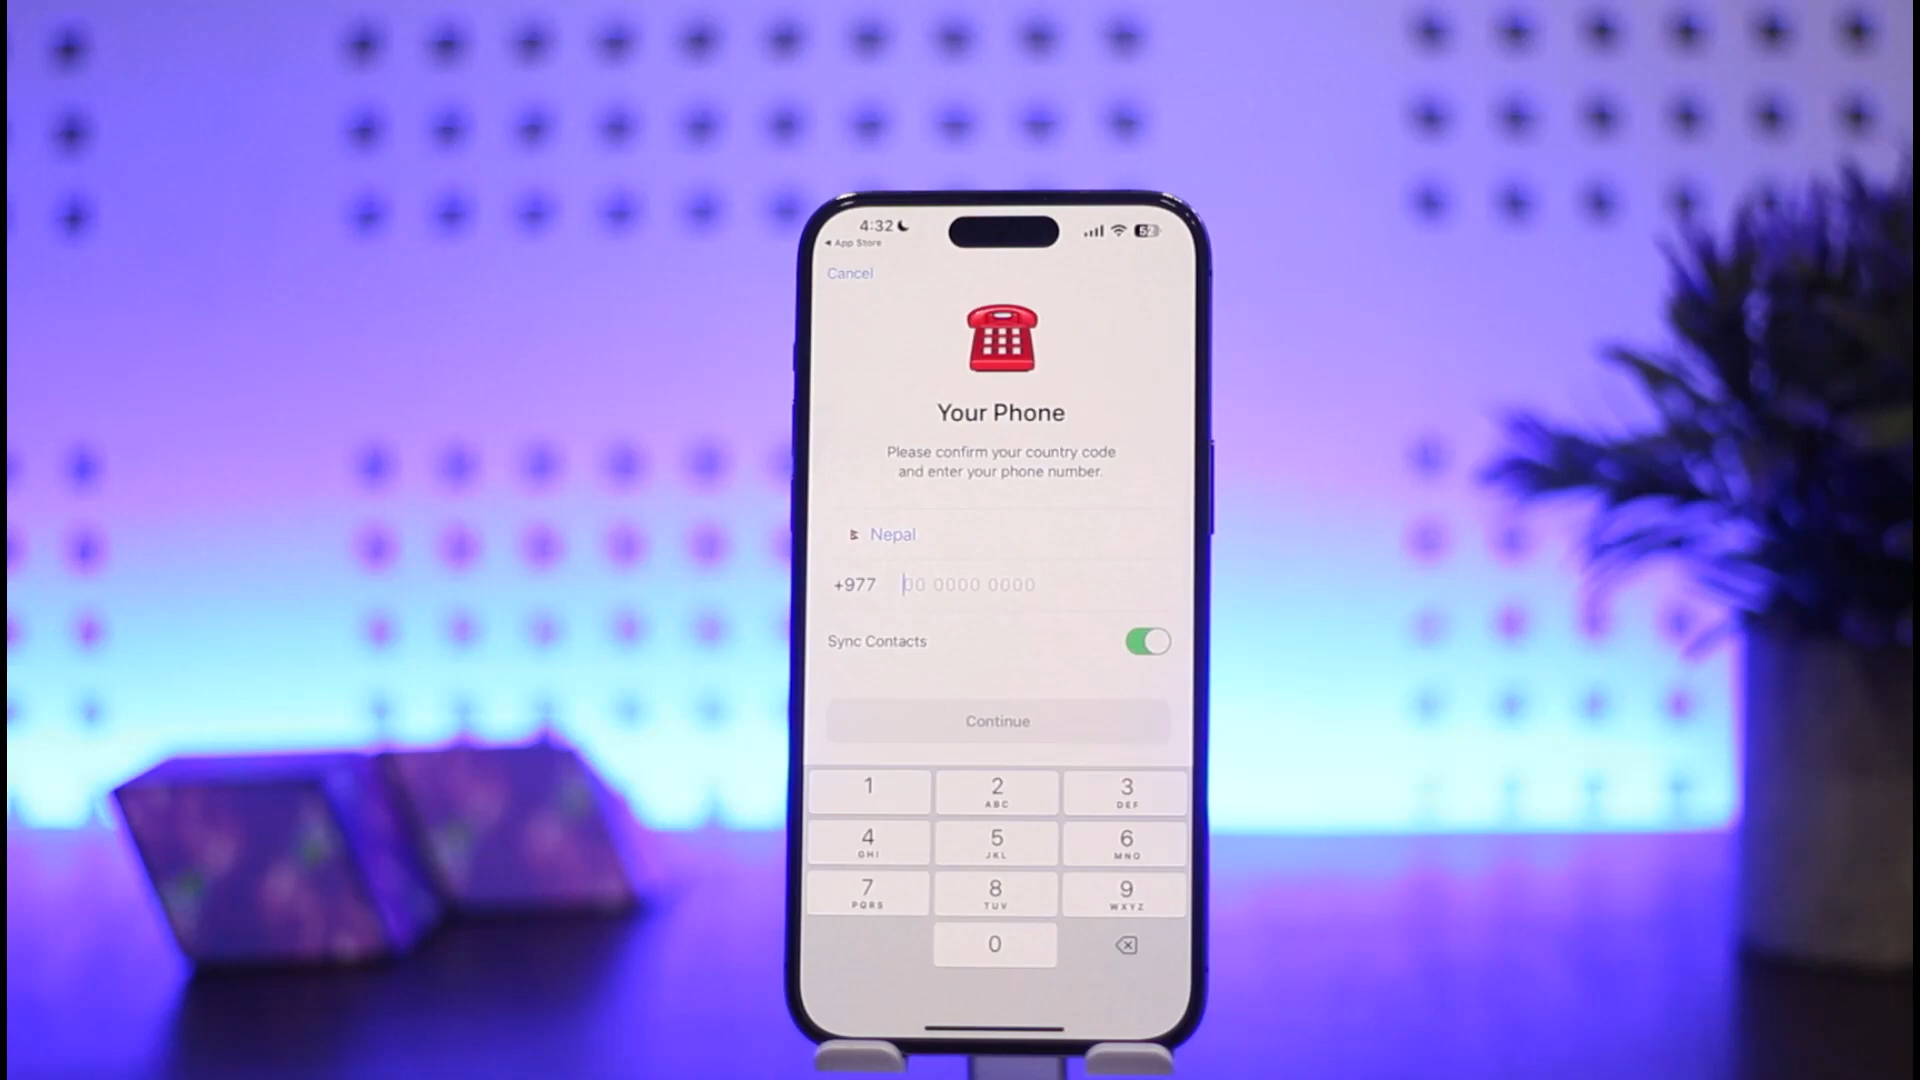 4:32
52
◂ App Store
Cancel
Your Phone
Please confirm your country code
and enter your phone number.
Nepal
+977 00 0000 0000
Sync Contacts
Continue
1 2 3
ABC DEF
4 5 6
GHI JKL MNO
7 8 9
PQRS TUV WXYZ
0